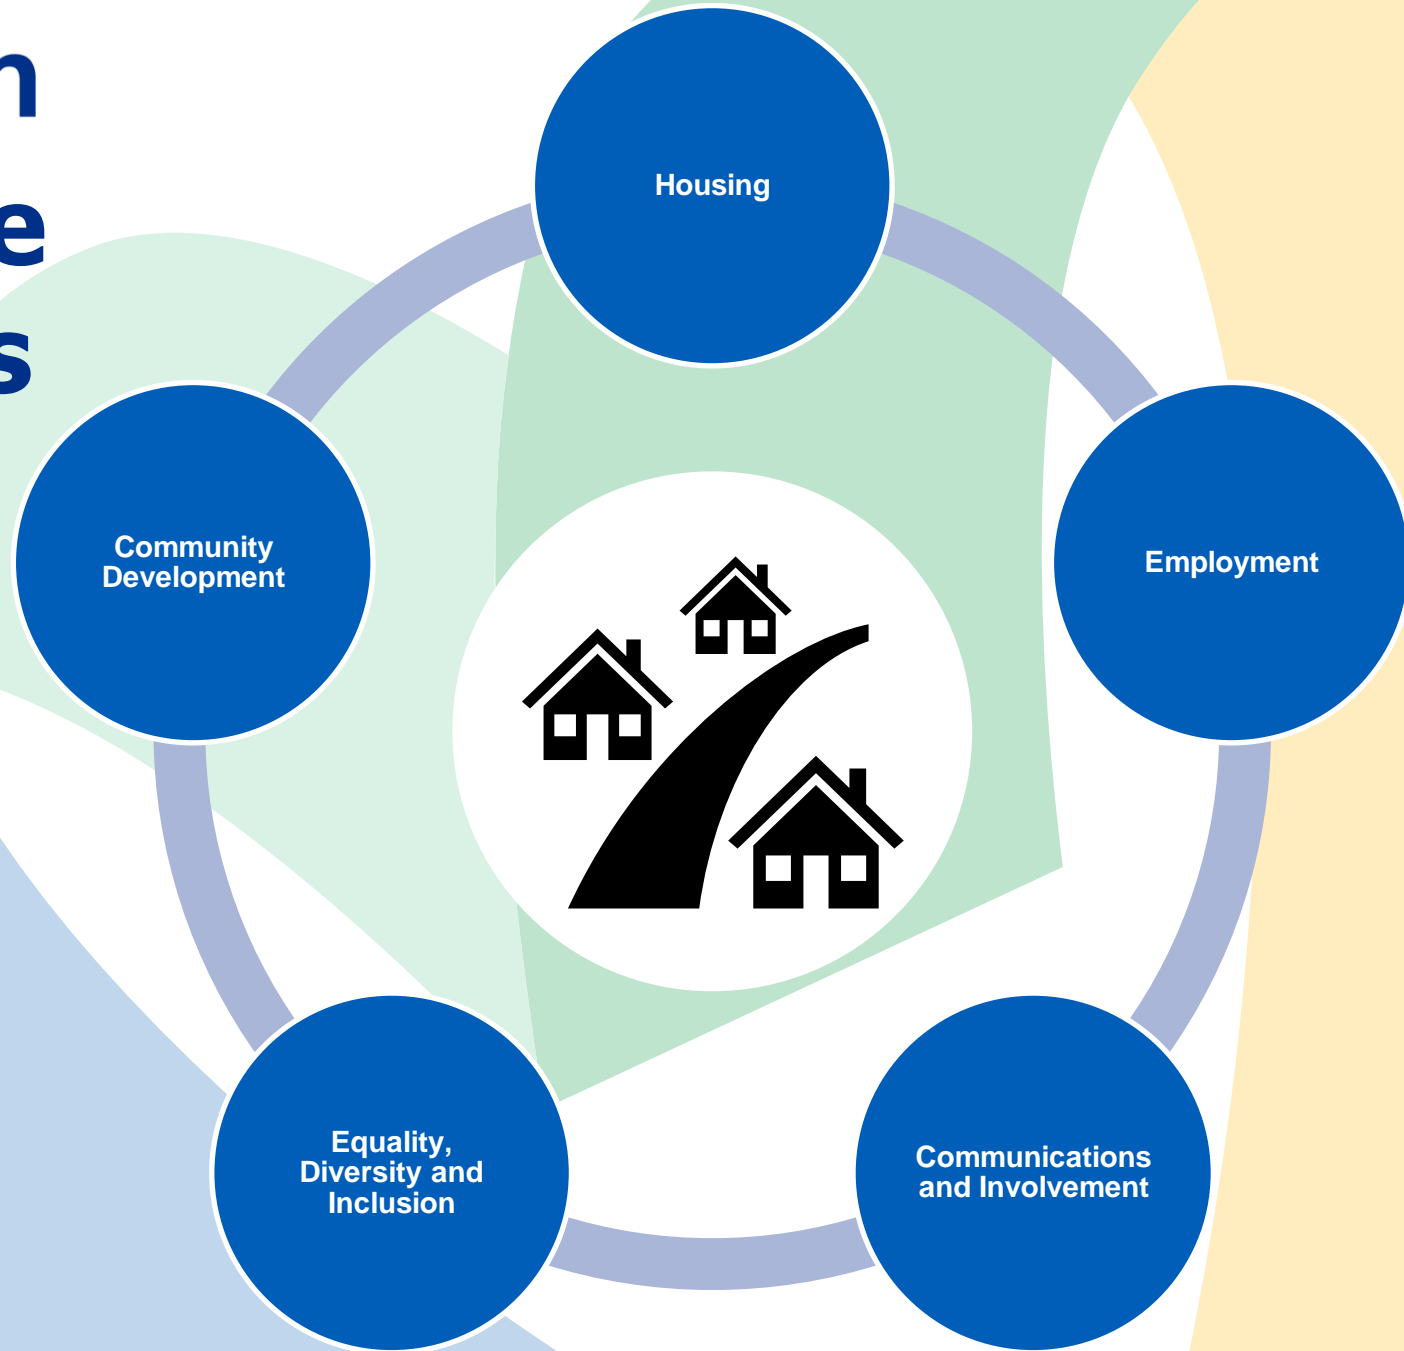 n
e
s
Housing
Employment
Communications
and Involvement
Equality,
Diversity and
Inclusion
Community
Development